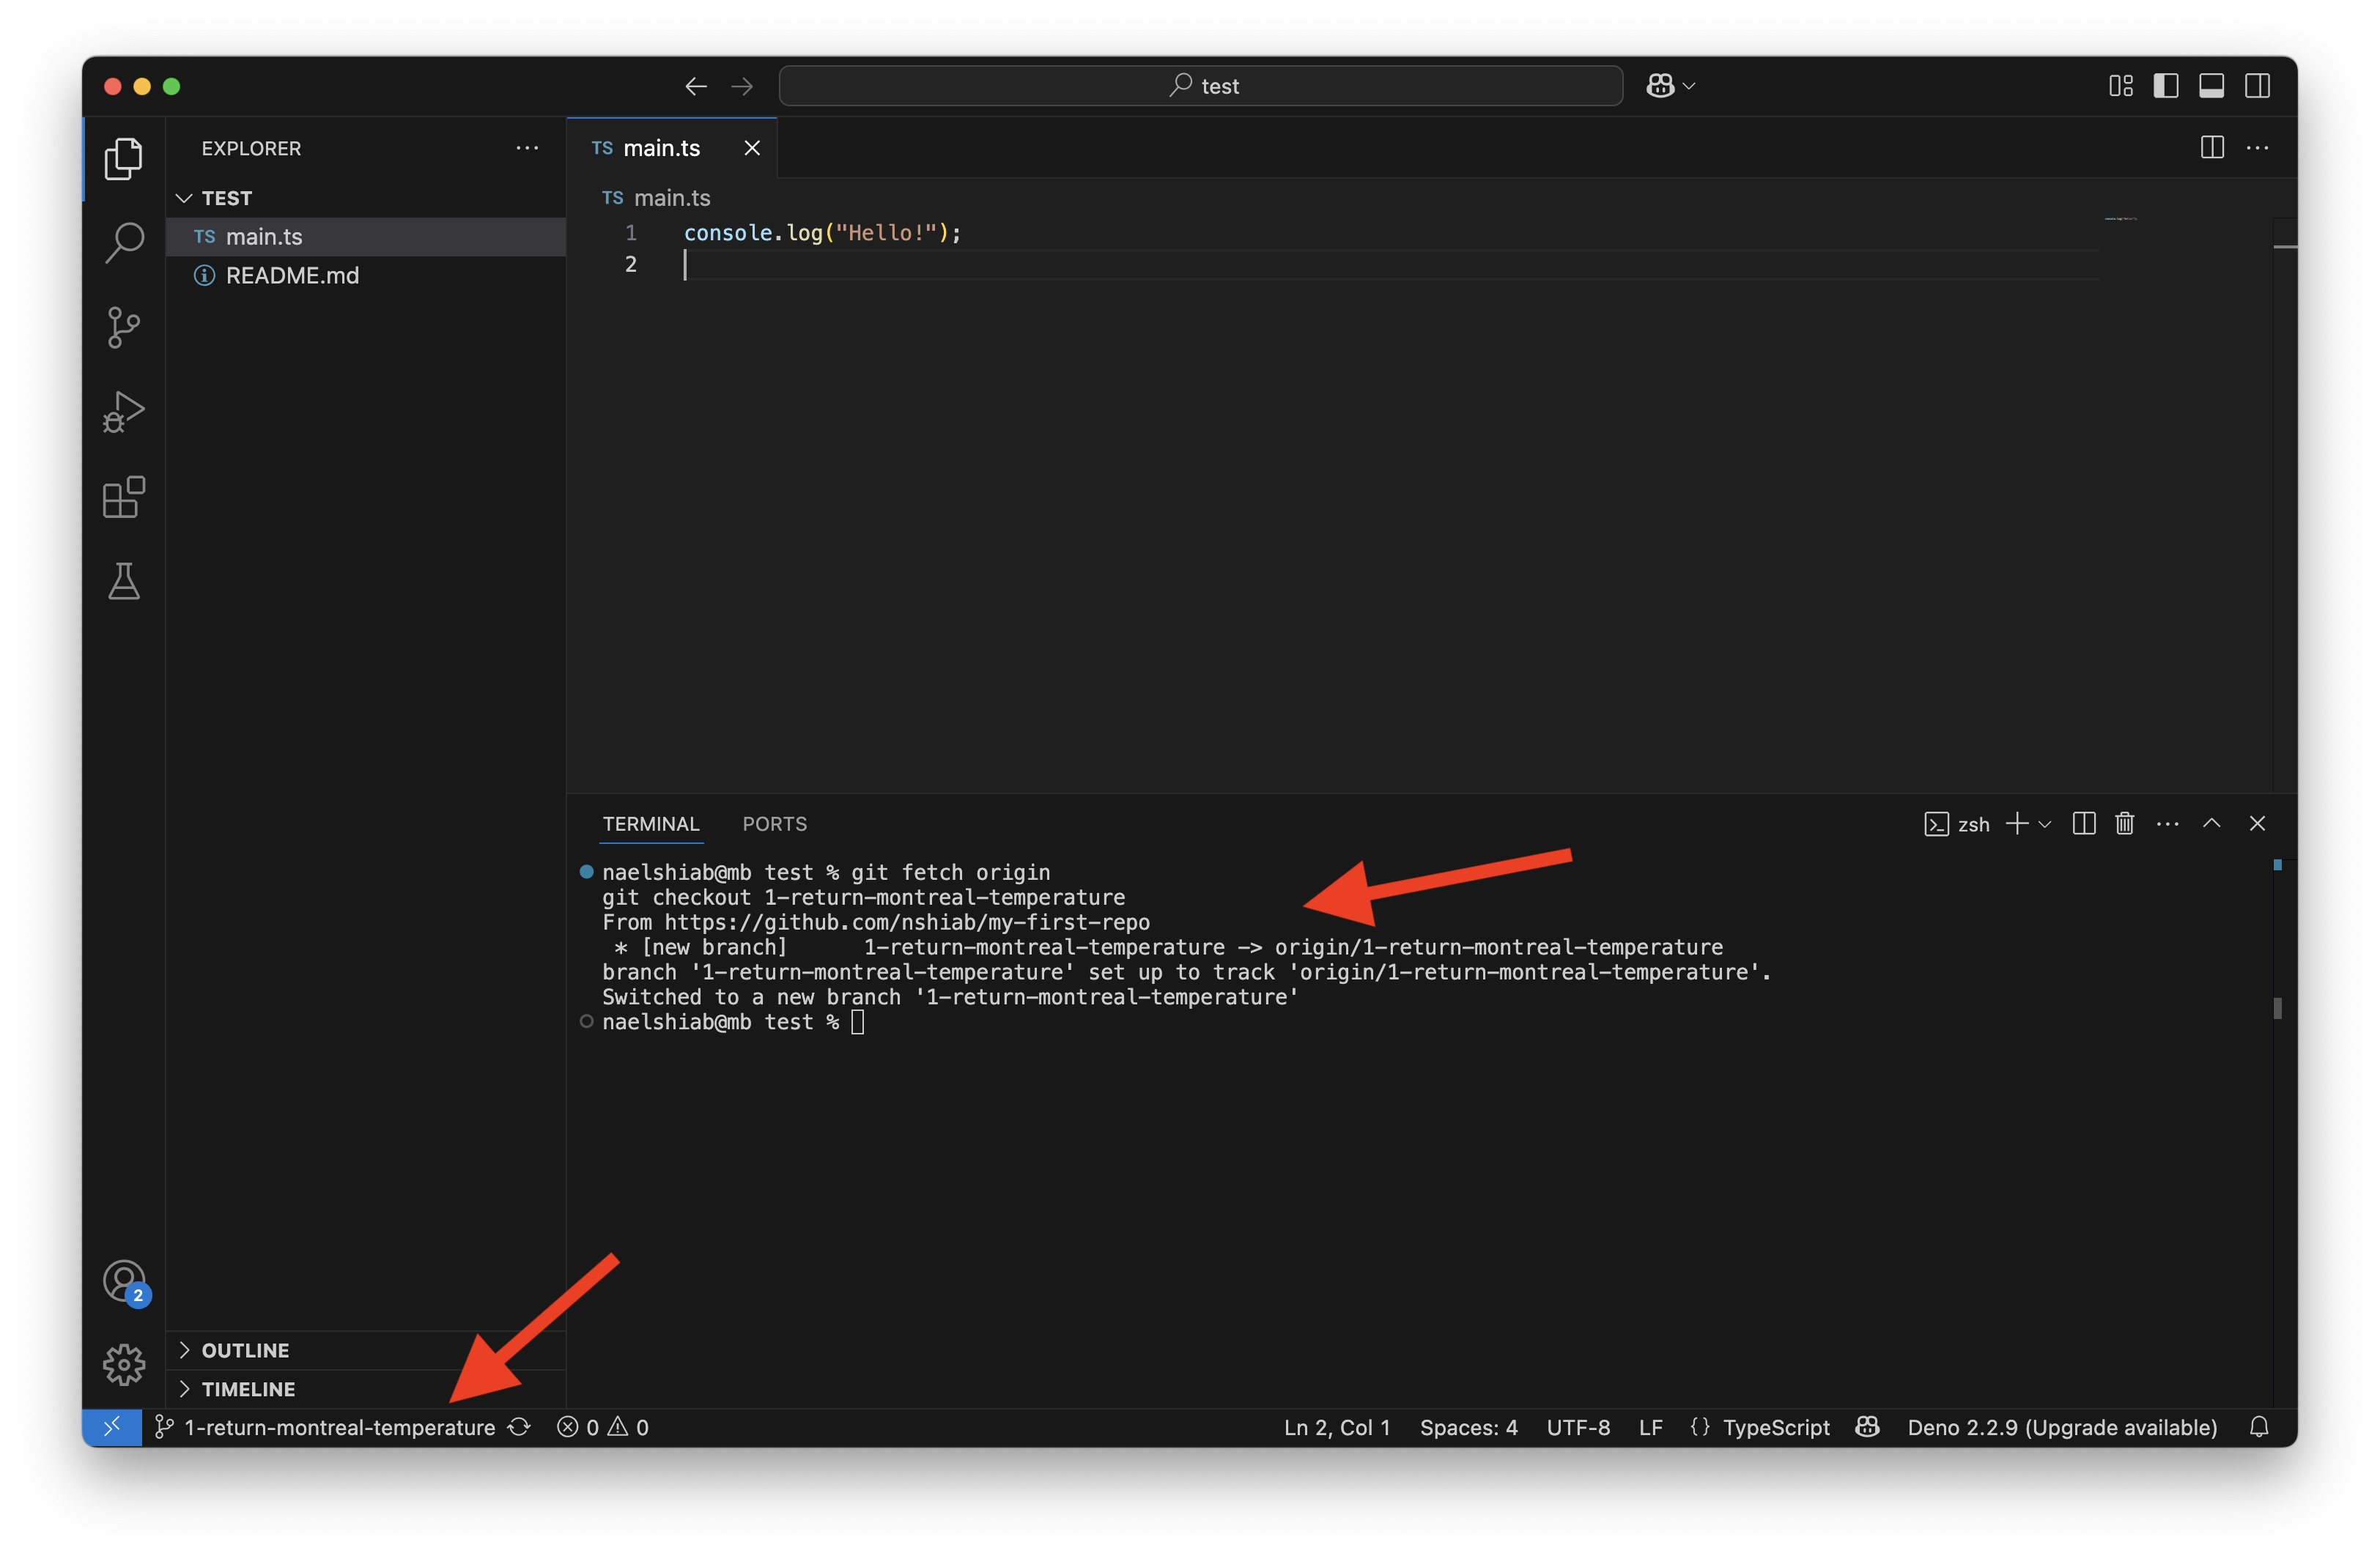 test
EXPLORER
TEST
TS main.ts
README.md
TS main.ts
TS main.ts
1 console.log("Hello!");
2
TERMINAL PORTS
zsh
naelshiab@mb test % git fetch origin
git checkout 1-return-montreal-temperature
From https://github.com/nshiab/my-first-repo
* [new branch] 1-return-montreal-temperature -> origin/1-return-montreal-temperature
branch '1-return-montreal-temperature' set up to track 'origin/1-return-montreal-temperature'.
Switched to a new branch '1-return-montreal-temperature'
naelshiab@mb test %
2
OUTLINE
TIMELINE
1-return-montreal-temperature 0 0 Ln 2, Col 1 Spaces: 4 UTF-8 LF {} TypeScript Deno 2.2.9 (Upgrade available)